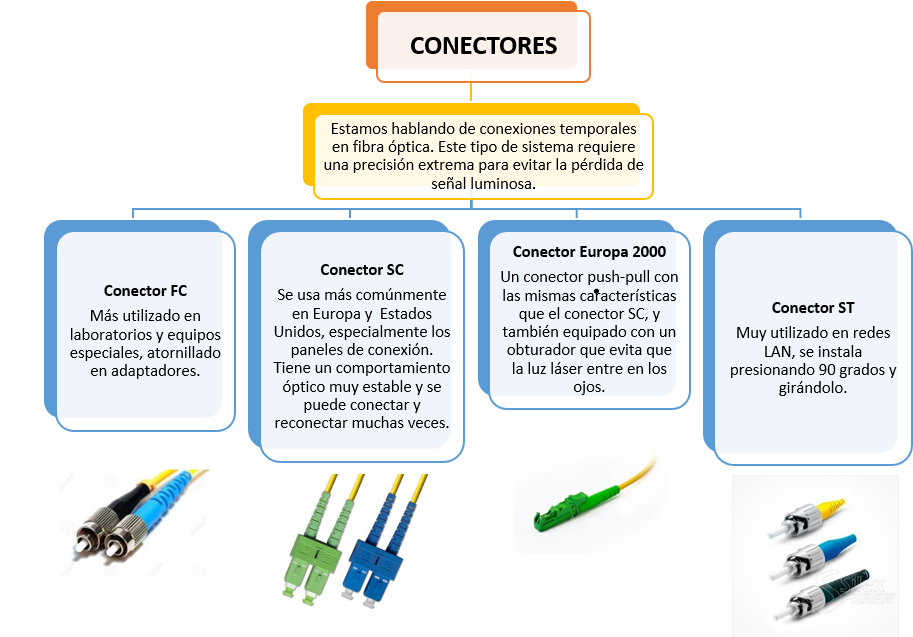 CONECTORES
Estamos hablando de conexiones temporales
en fibra óptica. Este tipo de sistema requiere
una precisión extrema para evitar la pérdida de
señal luminosa.
Conector FC
Más utilizado en
laboratorios y equipos
especiales, atornillado
en adaptadores.
Conector SC
Se usa más comúnmente
en Europa y Estados
Unidos, especialmente los
paneles de conexión.
Tiene un comportamiento
óptico muy estable y se
puede conectar y
reconectar muchas veces.
Conector Europa 2000
Un conector push-pull con
las mismas características
que el conector SC, y
también equipado con un
obturador que evita que
la luz láser entre en los
ojos.
Conector ST
Muy utilizado en redes
LAN, se instala
presionando 90 grados y
girándolo.